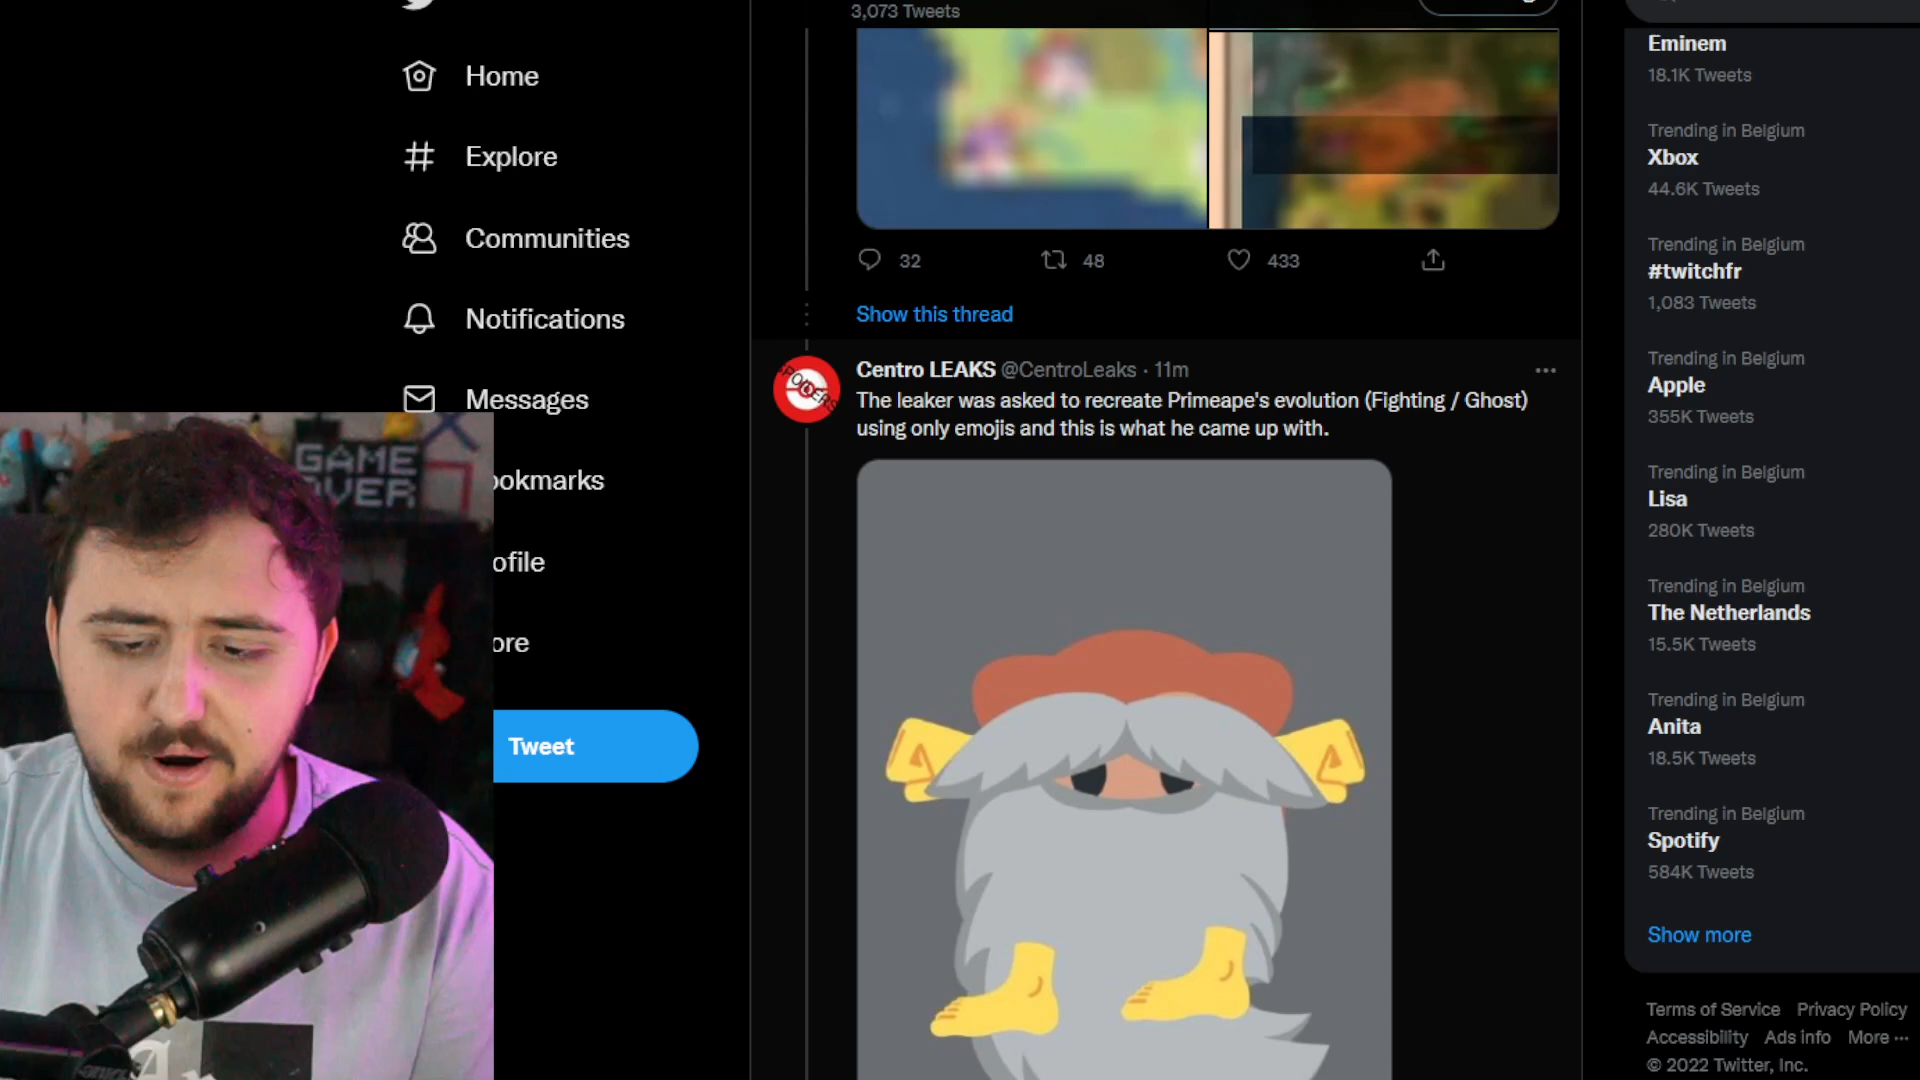 Home
Explore
Communities
Notifications
Messages
ookmarks
ofile
ore
Tweet
GAME
OVER
3,073 Tweets
32
48
433
Show this thread
Centro LEAKS @CentroLeaks · 11m
The leaker was asked to recreate Primeape's evolution (Fighting / Ghost)
using only emojis and this is what he came up with.
Eminem
18.1K Tweets
Trending in Belgium
Xbox
44.6K Tweets
Trending in Belgium
#twitchfr
1,083 Tweets
Trending in Belgium
Apple
355K Tweets
Trending in Belgium
Lisa
280K Tweets
Trending in Belgium
The Netherlands
15.5K Tweets
Trending in Belgium
Anita
18.5K Tweets
Trending in Belgium
Spotify
584K Tweets
Show more
Terms of Service Privacy Policy
Accessibility Ads info More ···
© 2022 Twitter, Inc.